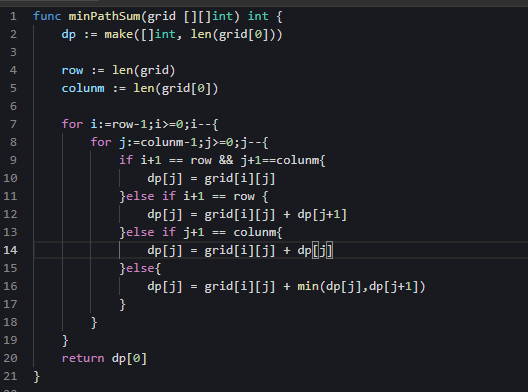 1 func minPathSum(grid [][]int) int {
2     dp := make([]int, len(grid[0]))
3
4     row := len(grid)
5     colunm := len(grid[0])
6
7     for i:=row-1;i>=0;i--{
8         for j:=colunm-1;j>=0;j--{
9             if i+1 == row && j+1==colunm{
10                 dp[j] = grid[i][j]
11             }else if i+1 == row {
12                 dp[j] = grid[i][j] + dp[j+1]
13             }else if j+1 == colunm{
14                 dp[j] = grid[i][j] + dp[j]
15             }else{
16                 dp[j] = grid[i][j] + min(dp[j],dp[j+1])
17             }
18         }
19     }
20     return dp[0]
21 }